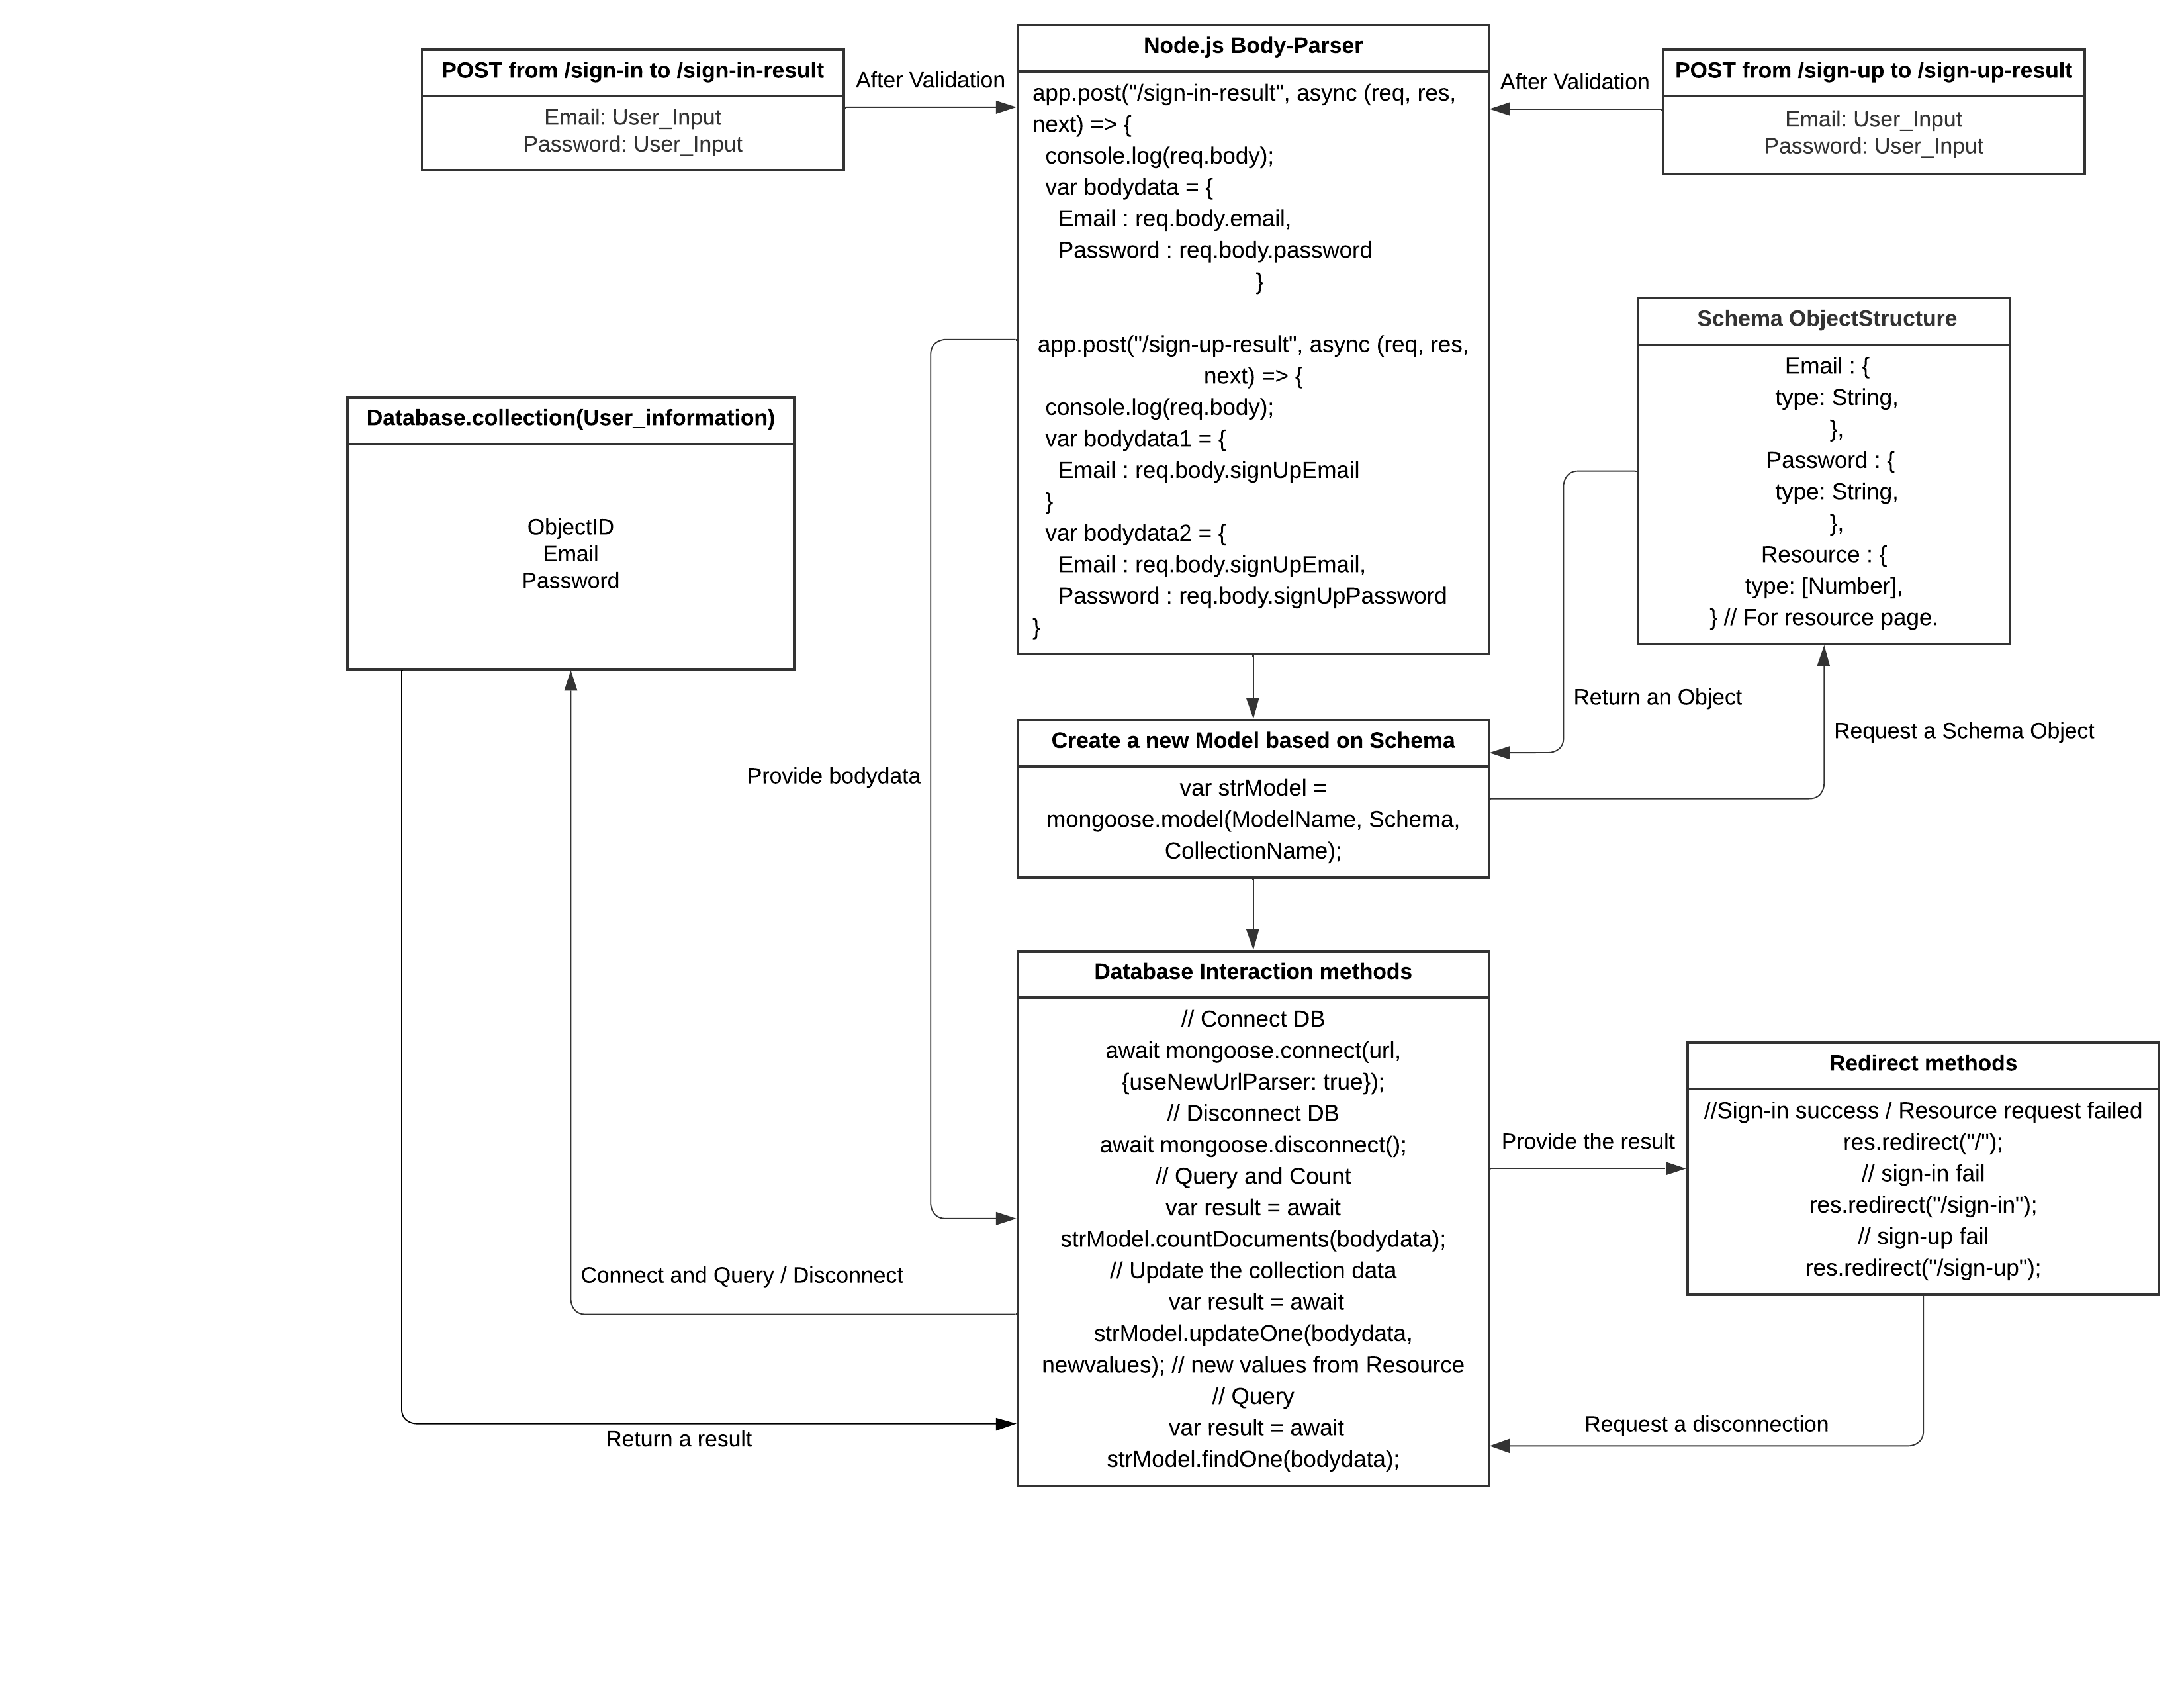 POST from /sign-in to /sign-in-result
Email: User_Input
Password: User_Input
After Validation
Node.js Body-Parser
app.post("/sign-in-result", async (req, res,
next) => {
console.log(req.body);
var bodydata = {
Email : req.body.email,
Password : req.body.password
}
app.post("/sign-up-result", async (req, res,
next) => {
console.log(req.body);
var bodydata1 = {
Email : req.body.signUpEmail
}
var bodydata2 = {
Email : req.body.signUpEmail,
Password : req.body.signUpPassword
}
After Validation
POST from /sign-up to /sign-up-result
Email: User_Input
Password: User_Input
Schema ObjectStructure
Email : {
type: String,
},
Password : {
type: String,
},
Resource : {
type: [Number],
} // For resource page.
Database.collection(User_information)
ObjectID
Email
Password
Return an Object
Request a Schema Object
Provide bodydata
Create a new Model based on Schema
var strModel =
mongoose.model(ModelName, Schema,
CollectionName);
Database Interaction methods
// Connect DB
await mongoose.connect(url,
{useNewUrlParser: true});
// Disconnect DB
await mongoose.disconnect();
// Query and Count
var result = await
strModel.countDocuments(bodydata);
// Update the collection data
var result = await
strModel.updateOne(bodydata,
newvalues); // new values from Resource
// Query
var result = await
strModel.findOne(bodydata);
Provide the result
Redirect methods
//Sign-in success / Resource request failed
res.redirect("/");
// sign-in fail
res.redirect("/sign-in");
// sign-up fail
res.redirect("/sign-up");
Connect and Query / Disconnect
Return a result
Request a disconnection